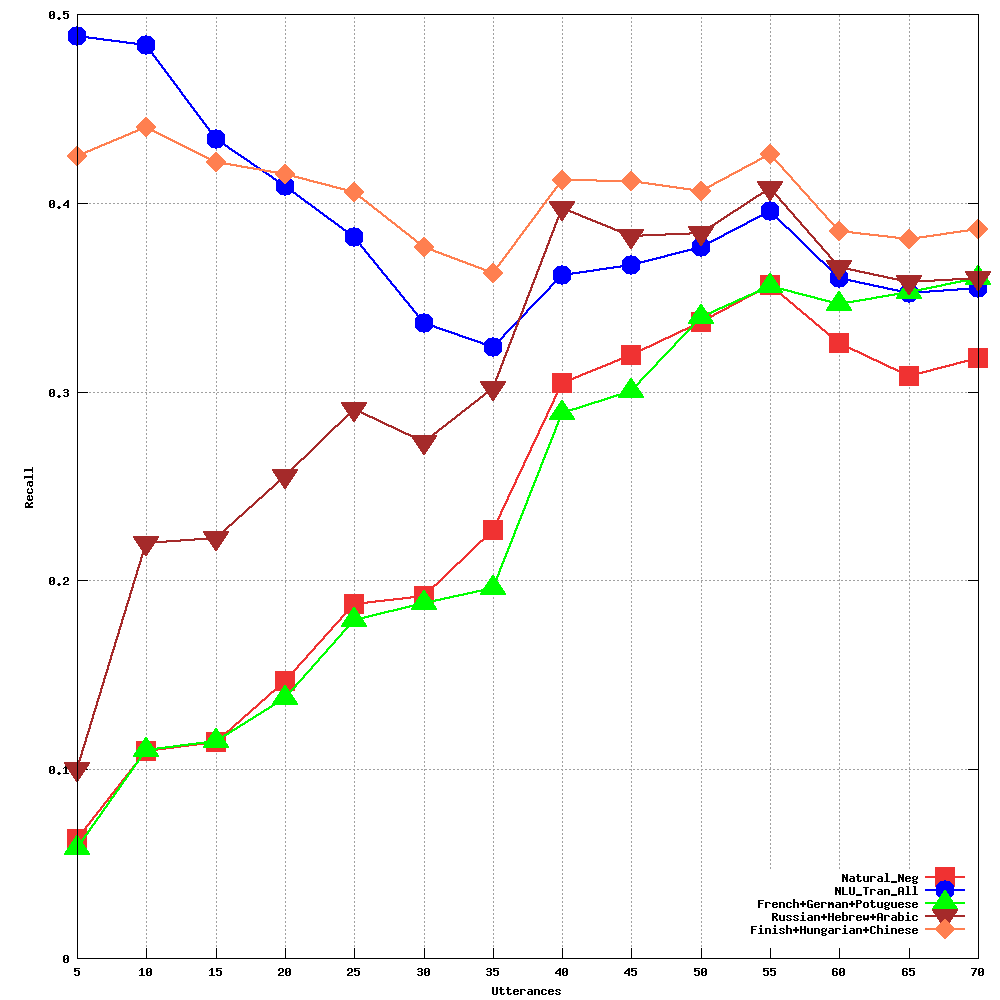 0.5
0.4
0.3
0.2
0.1
0
Recall
Natural_Neg
NLU_Tran_All
French+German+Potuguese
Russian+Hebrew+Arabic
Finish+Hungarian+Chinese
5 10 15 20 25 30 35 40 45 50 55 60 65 70
Utterances